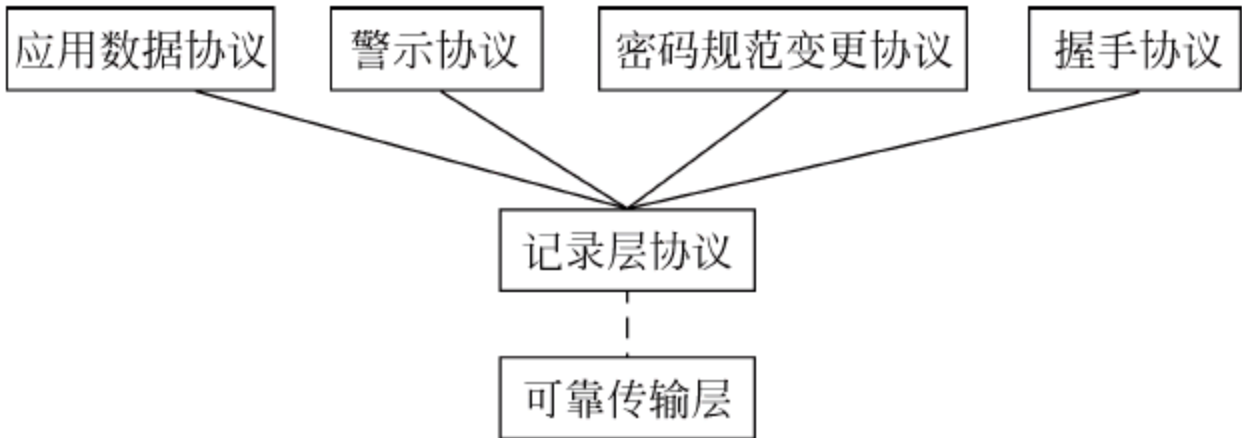 应用数据协议
警示协议
密码规范变更协议
握手协议
记录层协议
可靠传输层